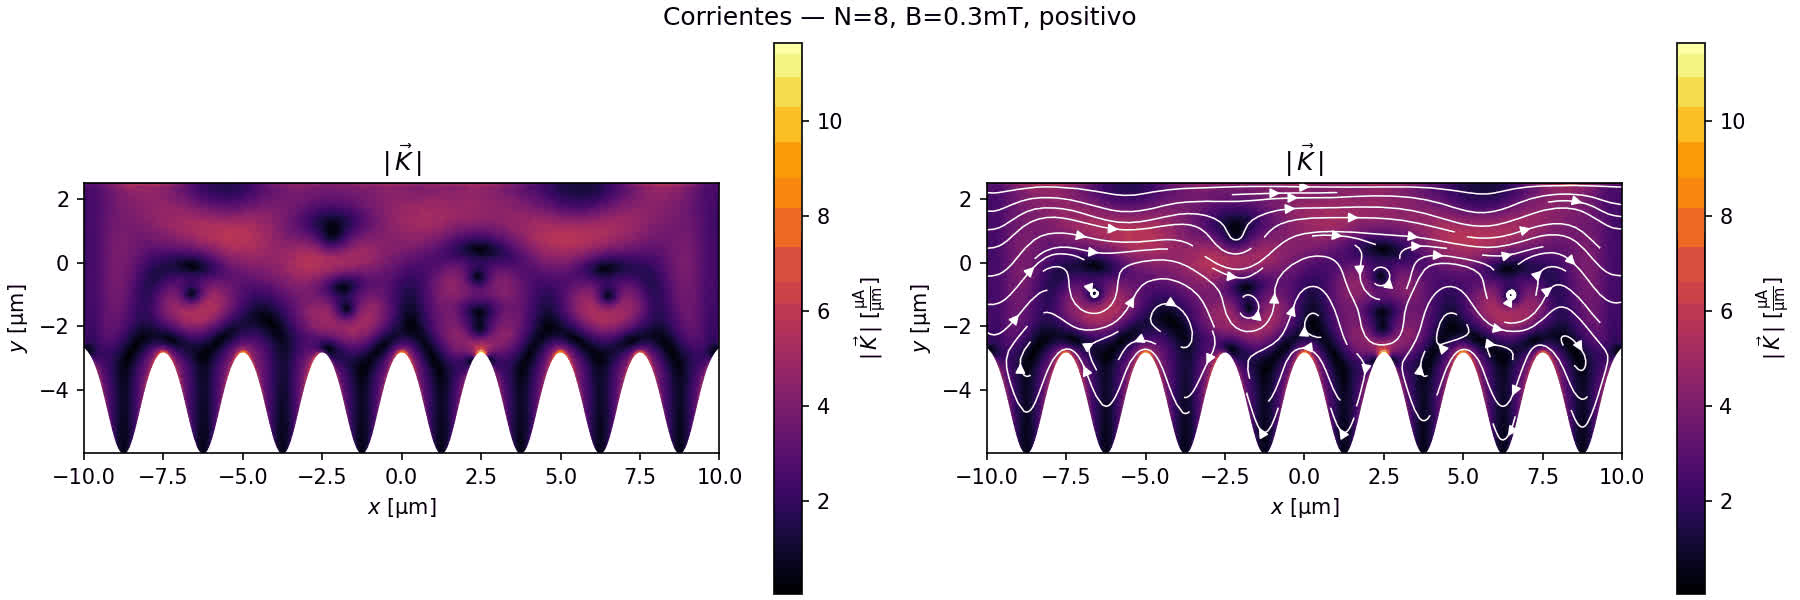 Corrientes — N=8, B=0.3mT, positivo
|K⃗|
y [µm]
2
0
−2
−4
−10.0 −7.5 −5.0 −2.5 0.0 2.5 5.0 7.5 10.0
x [µm]
10
8
6
4
2
|K⃗| [µA/µm]
|K⃗|
y [µm]
2
0
−2
−4
−10.0 −7.5 −5.0 −2.5 0.0 2.5 5.0 7.5 10.0
x [µm]
10
8
6
4
2
|K⃗| [µA/µm]